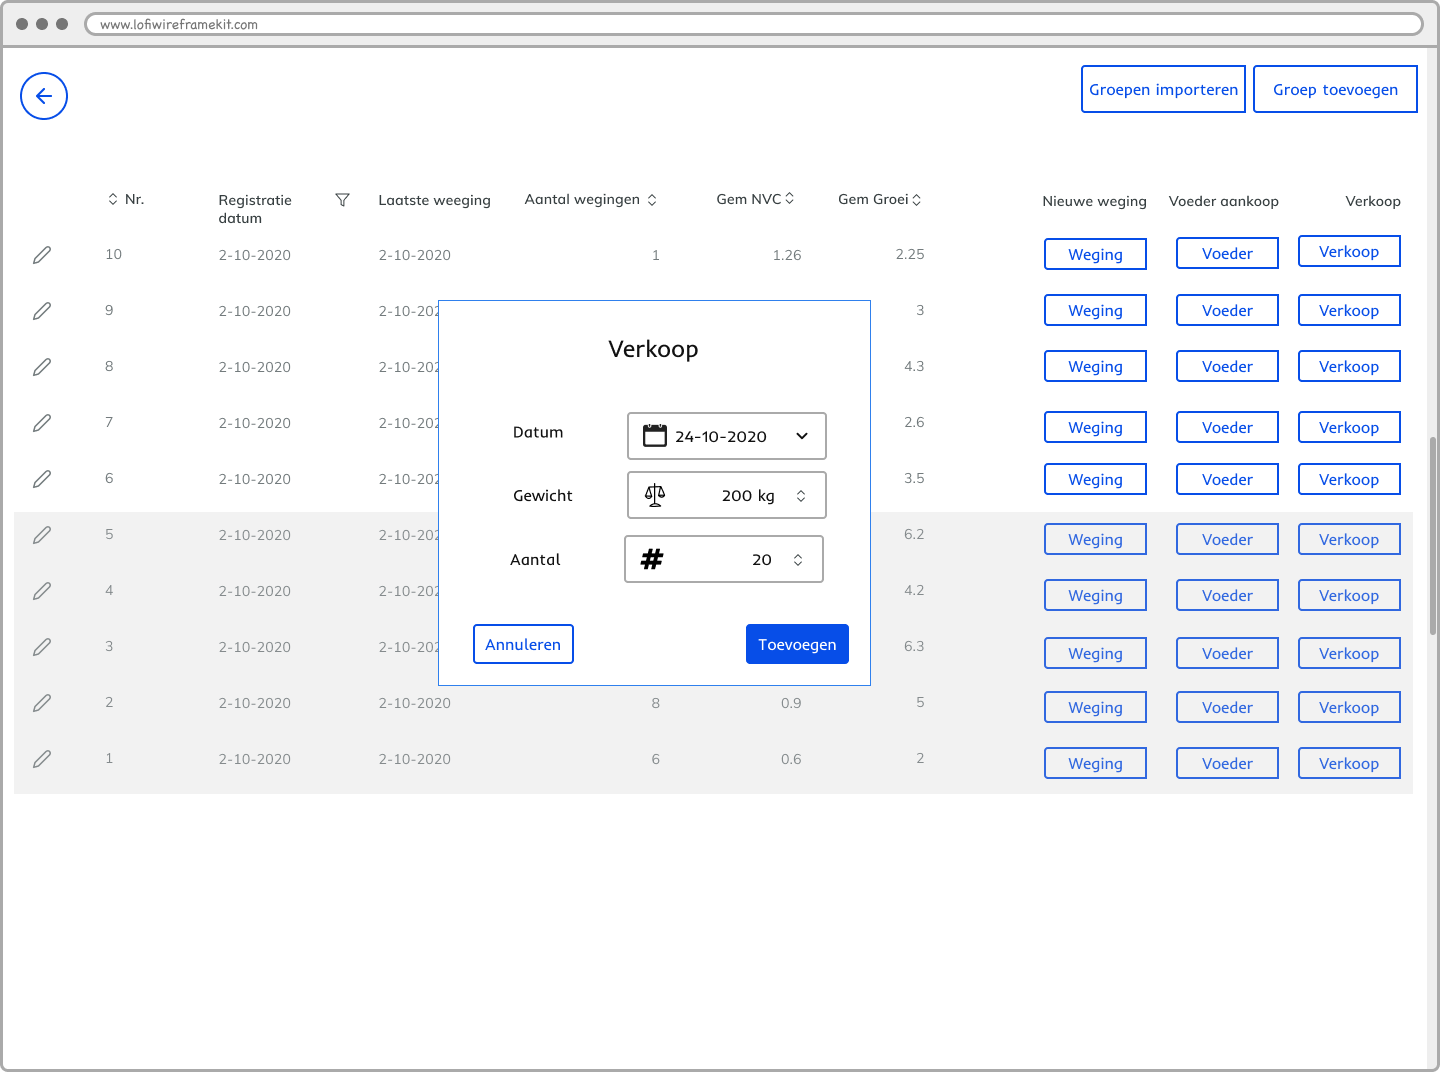 www.lofiwireframekit.com
Groepen importeren Groep toevoegen
Nr. Registratie datum Laatste weeging Aantal wegingen Gem NVC Gem Groei Nieuwe weging Voeder aankoop Verkoop
10 2-10-2020 2-10-2020 1 1.26 2.25 Weging Voeder Verkoop
9 2-10-2020 2-10-202 3 Weging Voeder Verkoop
Verkoop
8 2-10-2020 2-10-202 4.3 Weging Voeder Verkoop
7 2-10-2020 2-10-202 2.6 Weging Voeder Verkoop
Datum 24-10-2020
6 2-10-2020 2-10-202 3.5 Weging Voeder Verkoop
Gewicht 200 kg
5 2-10-2020 2-10-202 6.2 Weging Voeder Verkoop
Aantal # 20
4 2-10-2020 2-10-202 4.2 Weging Voeder Verkoop
3 2-10-2020 2-10-202 6.3 Weging Voeder Verkoop
Annuleren Toevoegen
2 2-10-2020 2-10-2020 8 0.9 5 Weging Voeder Verkoop
1 2-10-2020 2-10-2020 6 0.6 2 Weging Voeder Verkoop